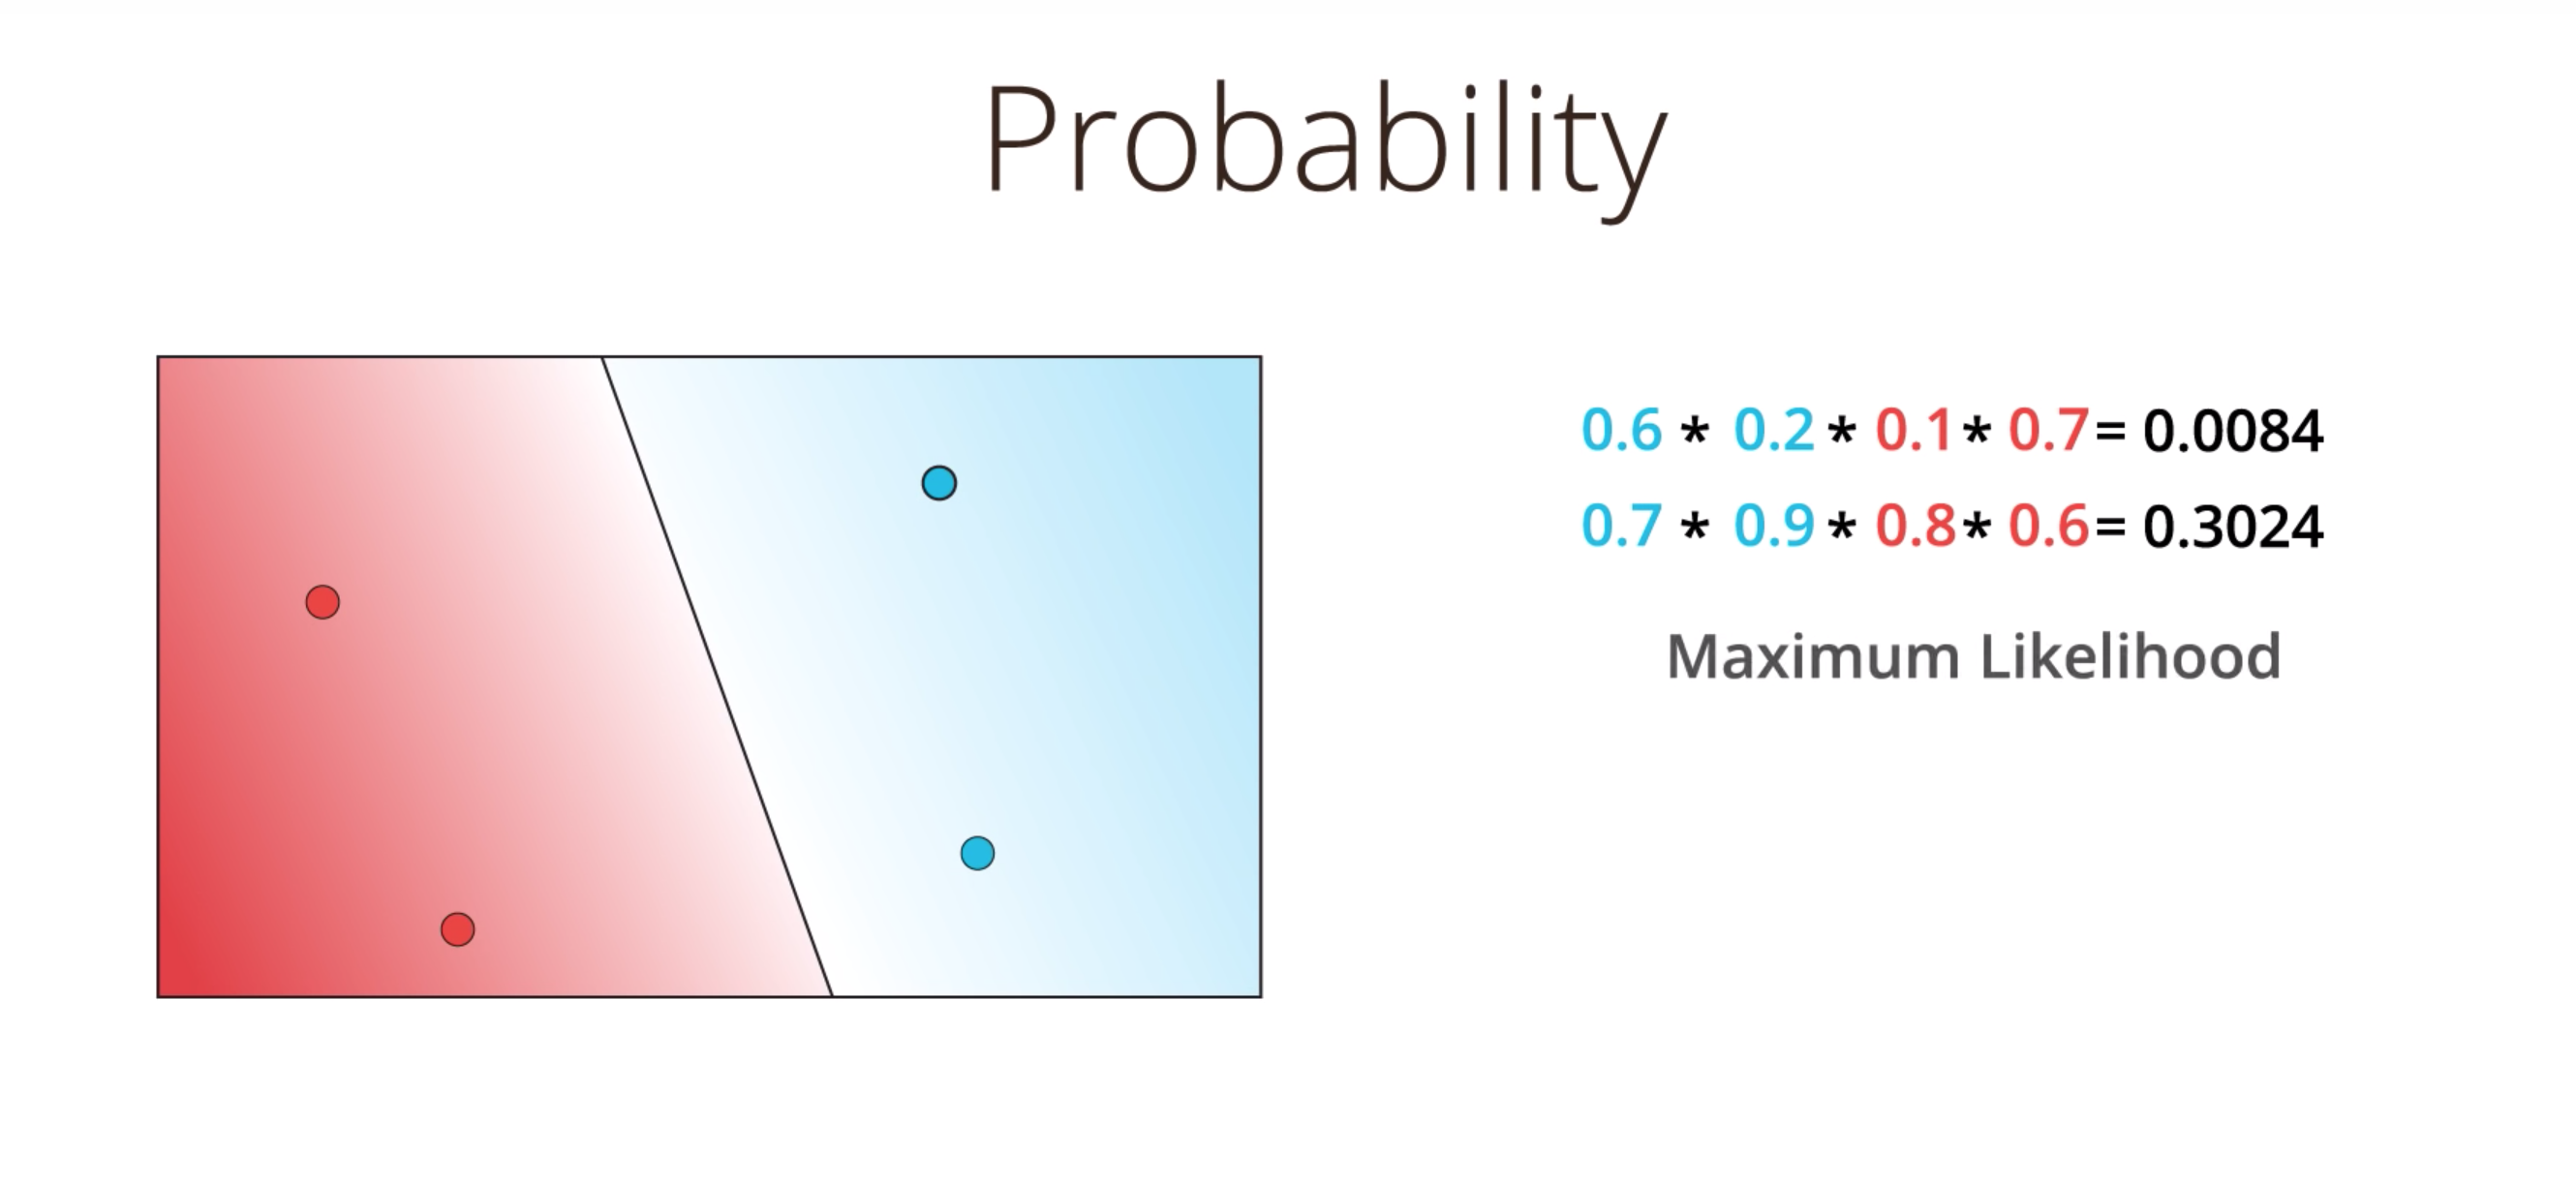 Probability
0.6 * 0.2 * 0.1 * 0.7 = 0.0084
0.7 * 0.9 * 0.8 * 0.6 = 0.3024
Maximum Likelihood